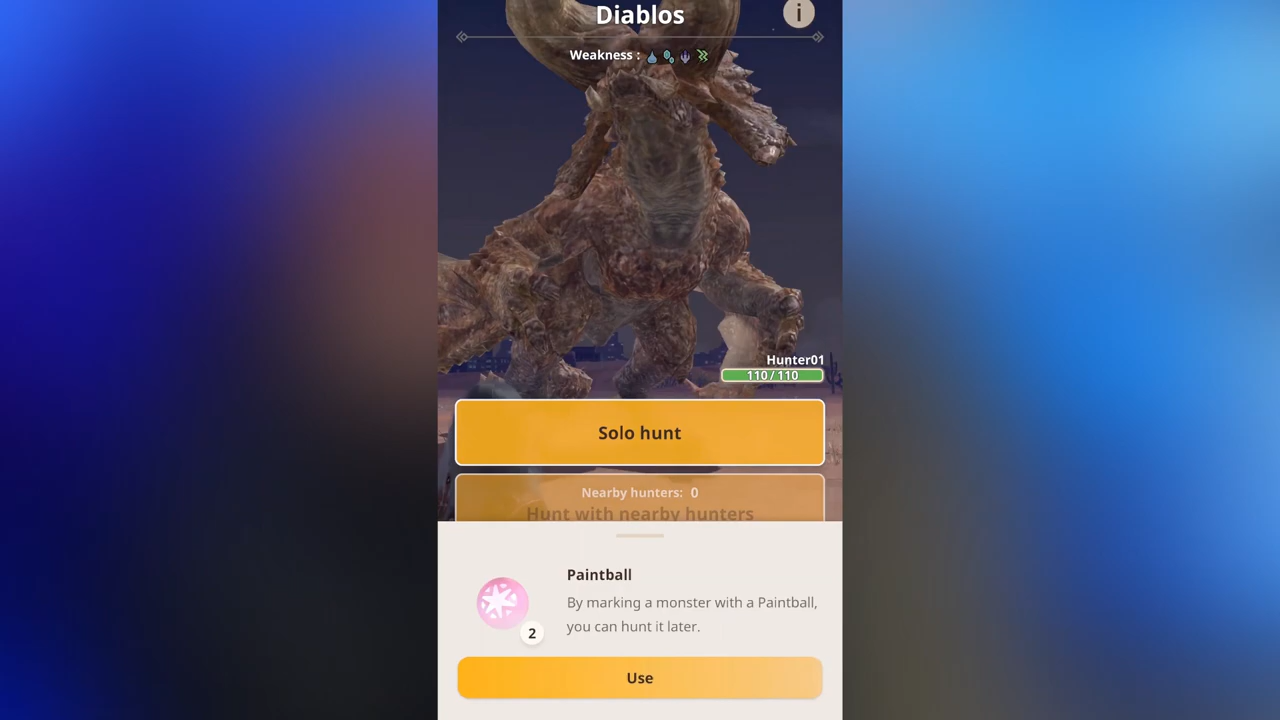 Diablos
i
Weakness :
Hunter01
110/110
Solo hunt
Nearby hunters: 0
Hunt with nearby hunters
Paintball
By marking a monster with a Paintball,
you can hunt it later.
2
Use